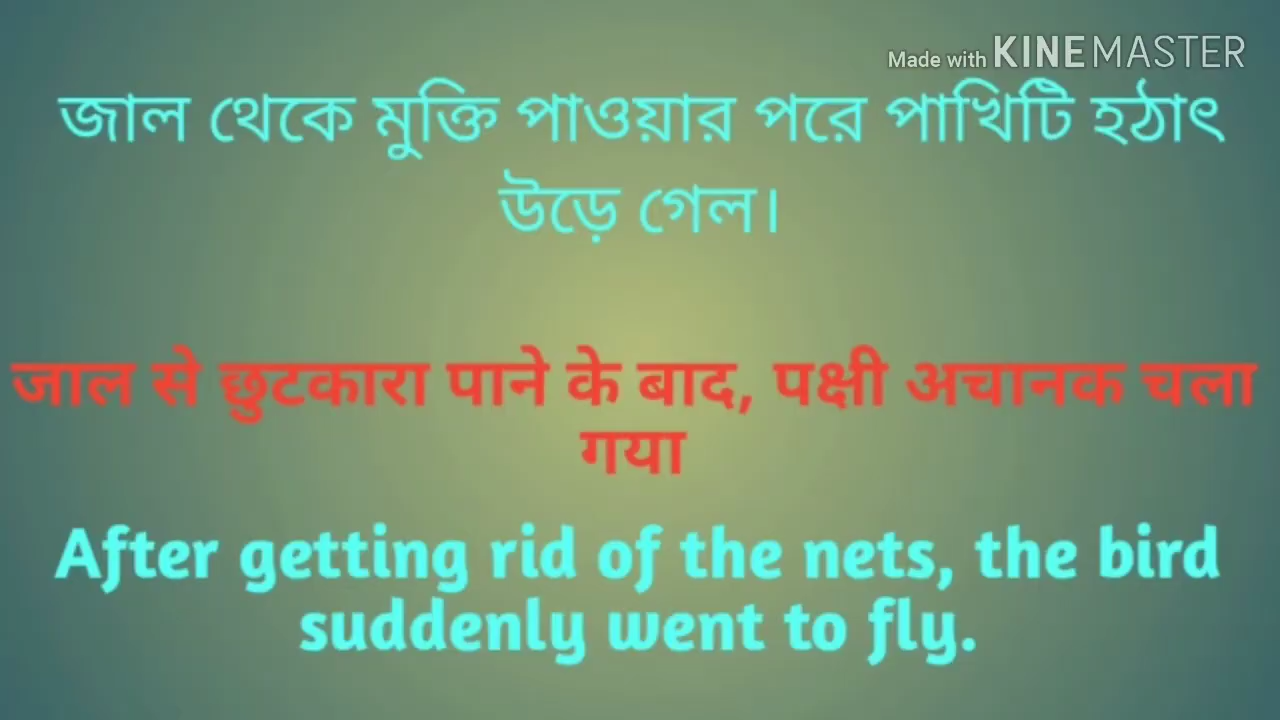 Made with KINEMASTER
জাল থেকে মুক্তি পাওয়ার পরে পাখিটি হঠাৎ
উড়ে গেল।
जाल से छुटकारा पाने के बाद, पक्षी अचानक चला
गया
After getting rid of the nets, the bird
suddenly went to fly.